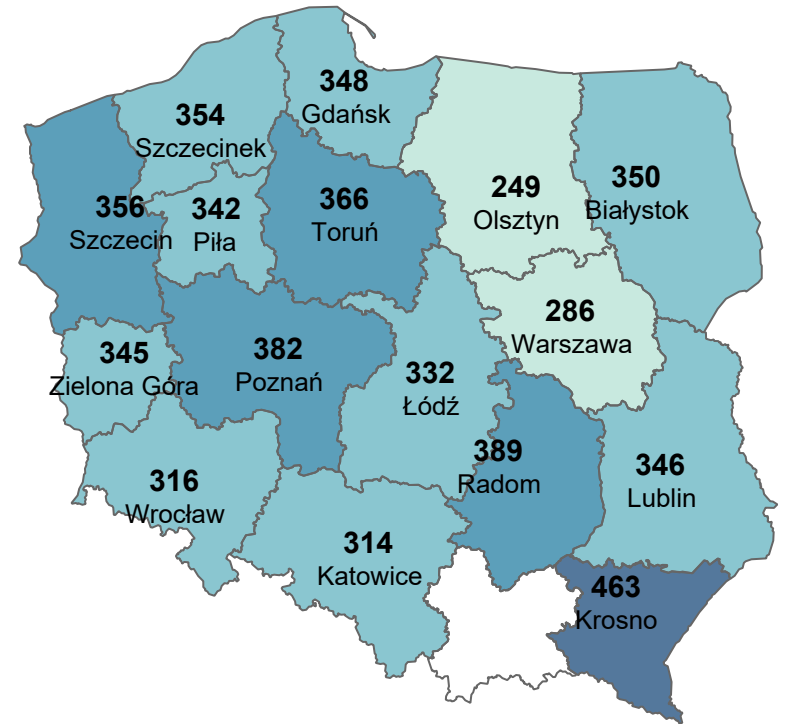 348
Gdańsk
354
Szczecinek
249
Olsztyn
350
Białystok
356
Szczecin
342
Piła
366
Toruń
286
Warszawa
345
Zielona Góra
382
Poznań
332
Łódź
389
Radom
346
Lublin
316
Wrocław
314
Katowice
463
Krosno